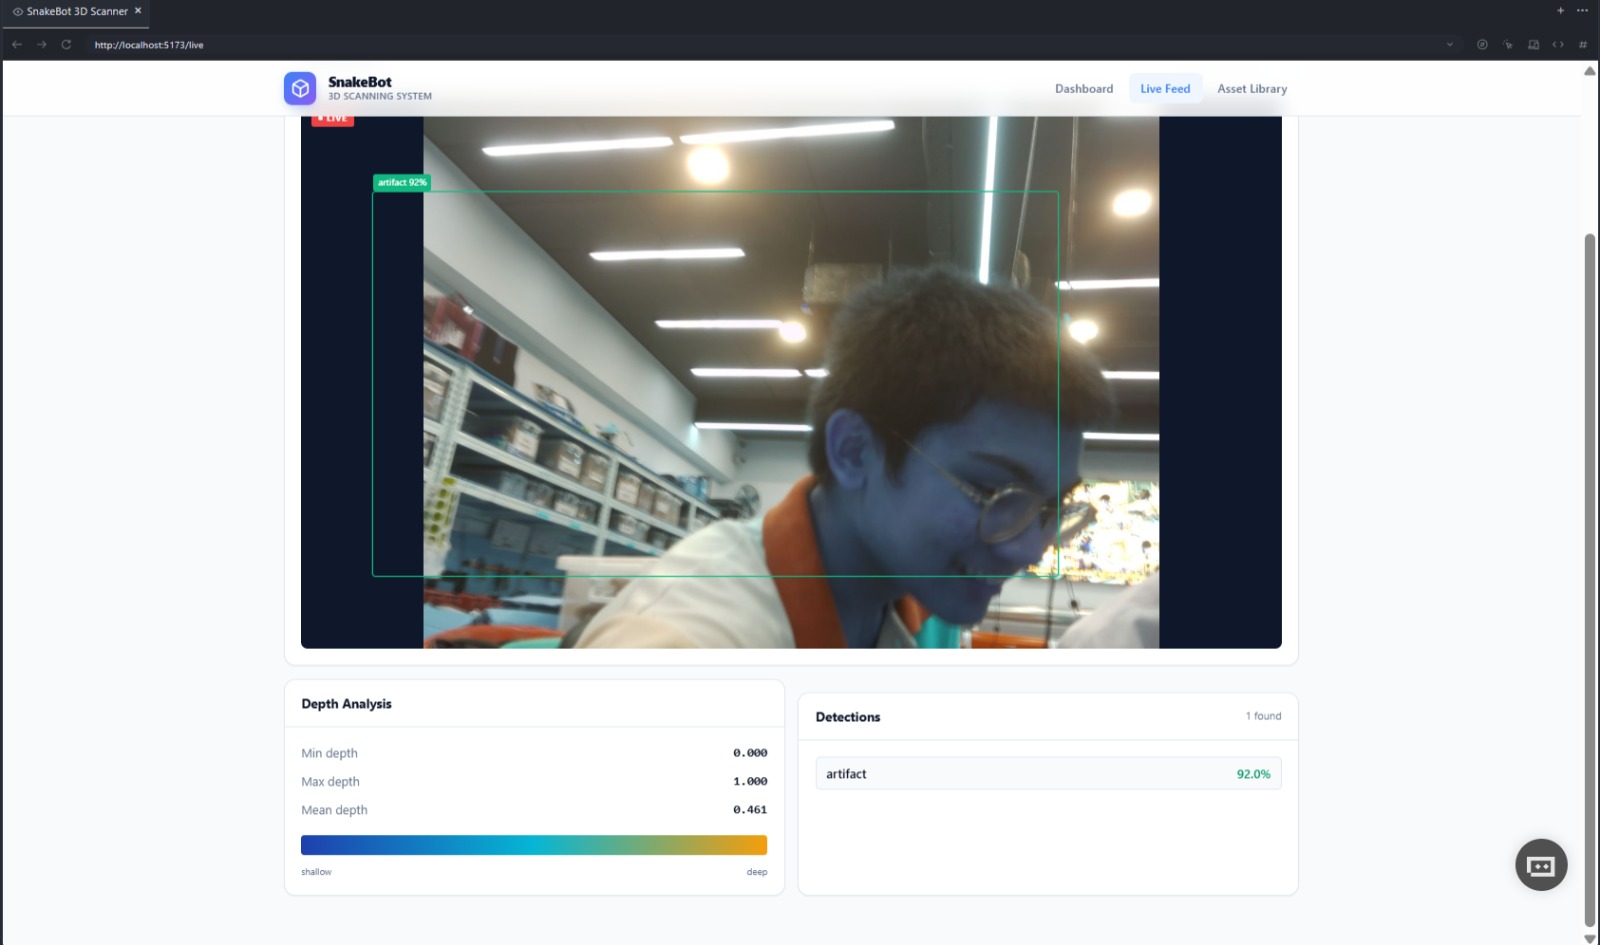 SnakeBot 3D Scanner
http://localhost:5173/live
SnakeBot
3D SCANNING SYSTEM
Dashboard
Live Feed
Asset Library
LIVE
artifact 92%
Depth Analysis
Min depth 0.000
Max depth 1.000
Mean depth 0.461
shallow deep
Detections 1 found
artifact 92.0%